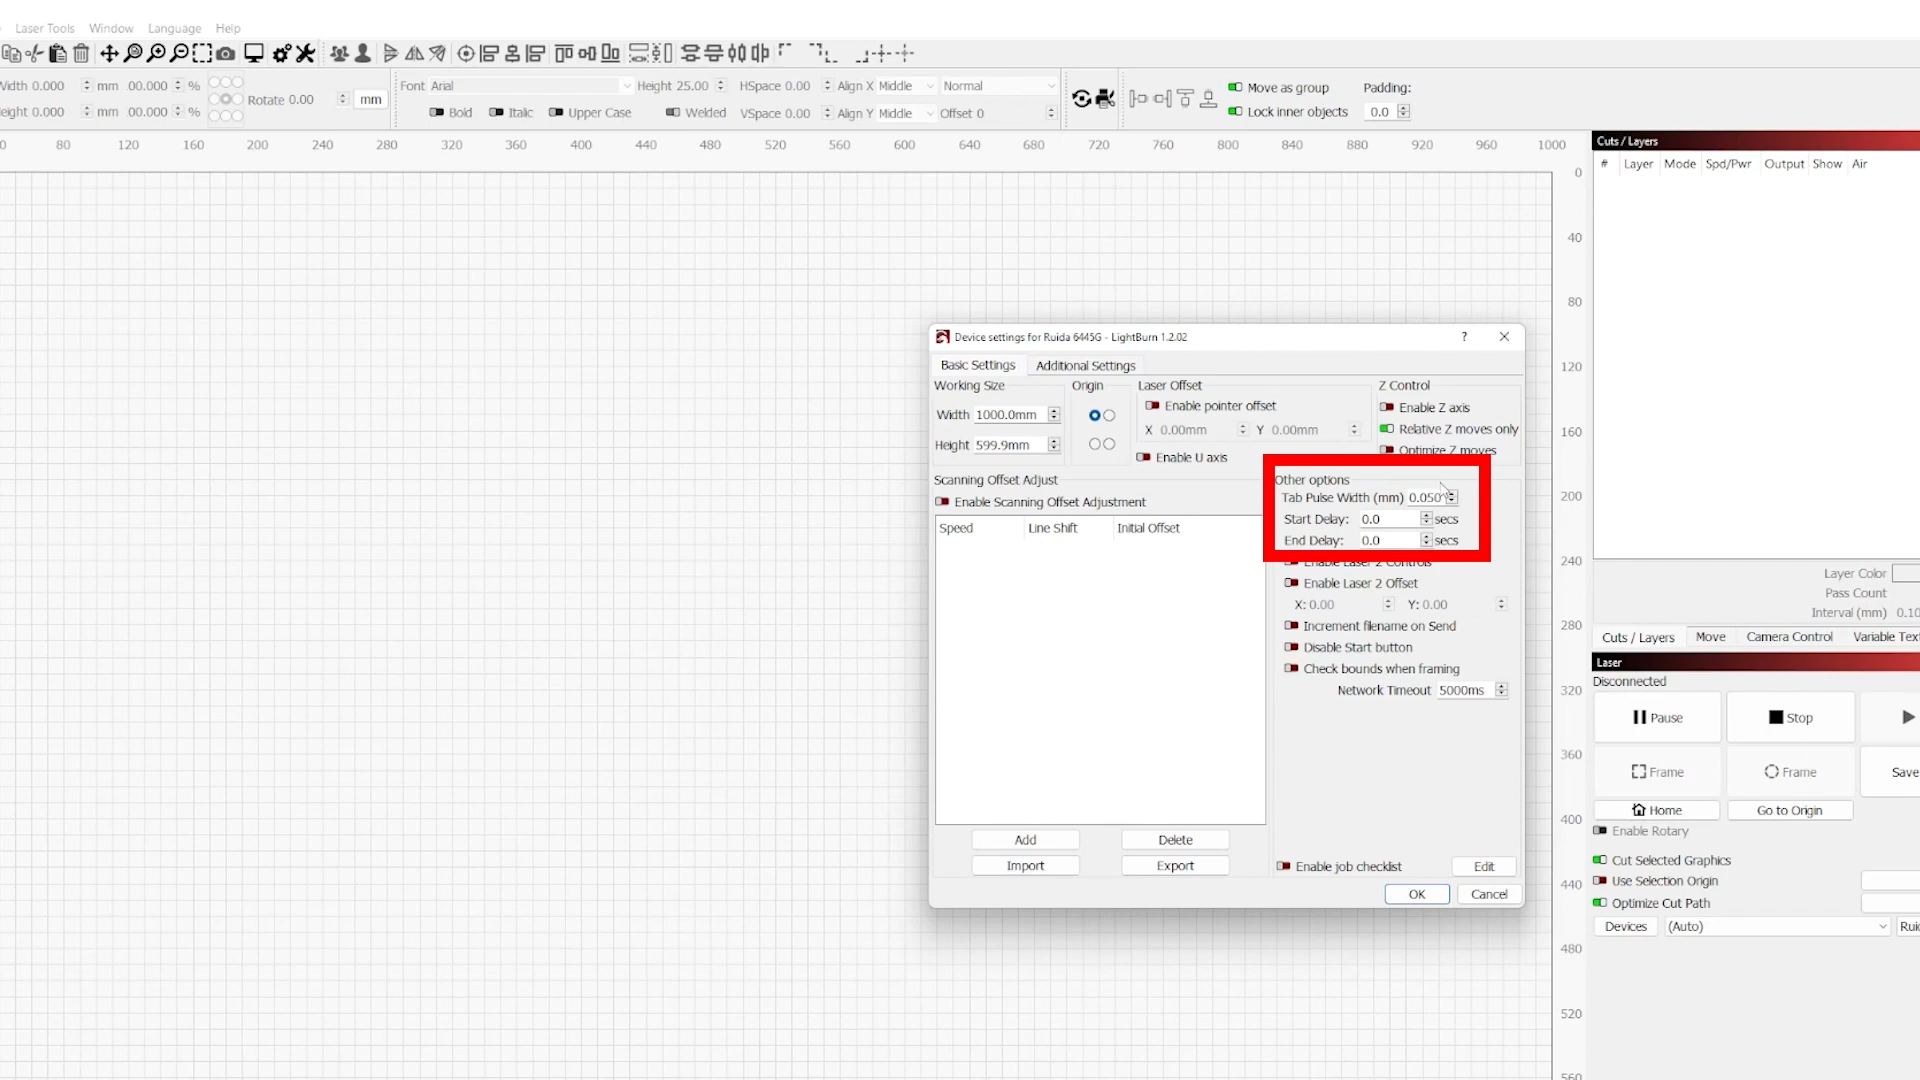 Laser Tools Window Language Help
Width 0.000 mm 00.000 % Rotate 0.00 mm Font Arial Height 25.00 HSpace 0.00 Align X Middle Normal Move as group Padding:
eight 0.000 mm 00.000 % Bold Italic Upper Case Welded VSpace 0.00 Align Y Middle Offset 0 Lock inner objects 0.0
0 80 120 160 200 240 280 320 360 400 440 480 520 560 600 640 680 720 760 800 840 880 920 960 1000
0
40
80
120
160
200
240
280
320
360
400
440
480
520
560
Device settings for Ruida 6445G - LightBurn 1.2.02 ?
Basic Settings Additional Settings
Working Size
Width 1000.0mm
Height 599.9mm
Origin
Laser Offset
Enable pointer offset
X 0.00mm Y 0.00mm
Enable U axis
Z Control
Enable Z axis
Relative Z moves only
Optimize Z moves
Scanning Offset Adjust
Enable Scanning Offset Adjustment
Speed Line Shift Initial Offset
Other options
Tab Pulse Width (mm) 0.050
Start Delay: 0.0 secs
End Delay: 0.0 secs
Enable Laser 2 Controls
Enable Laser 2 Offset
X: 0.00 Y: 0.00
Increment filename on Send
Disable Start button
Check bounds when framing
Network Timeout 5000ms
Add Delete
Import Export
Enable job checklist Edit
OK Cancel
Cuts / Layers
# Layer Mode Spd/Pwr Output Show Air
Layer Color
Pass Count
Interval (mm) 0.10
Cuts / Layers Move Camera Control Variable Text
Laser
Disconnected
Pause Stop
Frame Frame Save
Home Go to Origin
Enable Rotary
Cut Selected Graphics
Use Selection Origin
Optimize Cut Path
Devices (Auto) Ruid